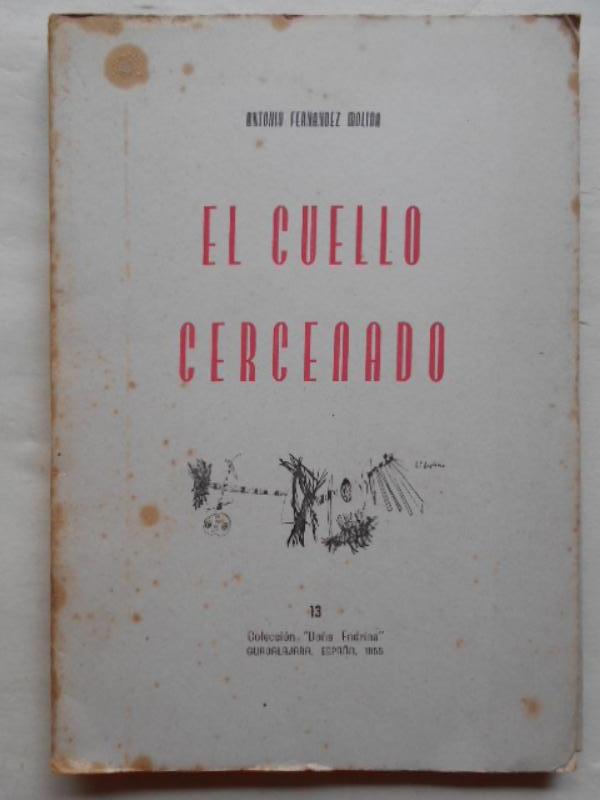 ANTONIO FERNANDEZ MOLINA
EL CUELLO
CERCENADO
13
Colección "Doña Endrina"
GUADALAJARA, ESPAÑA, 1955